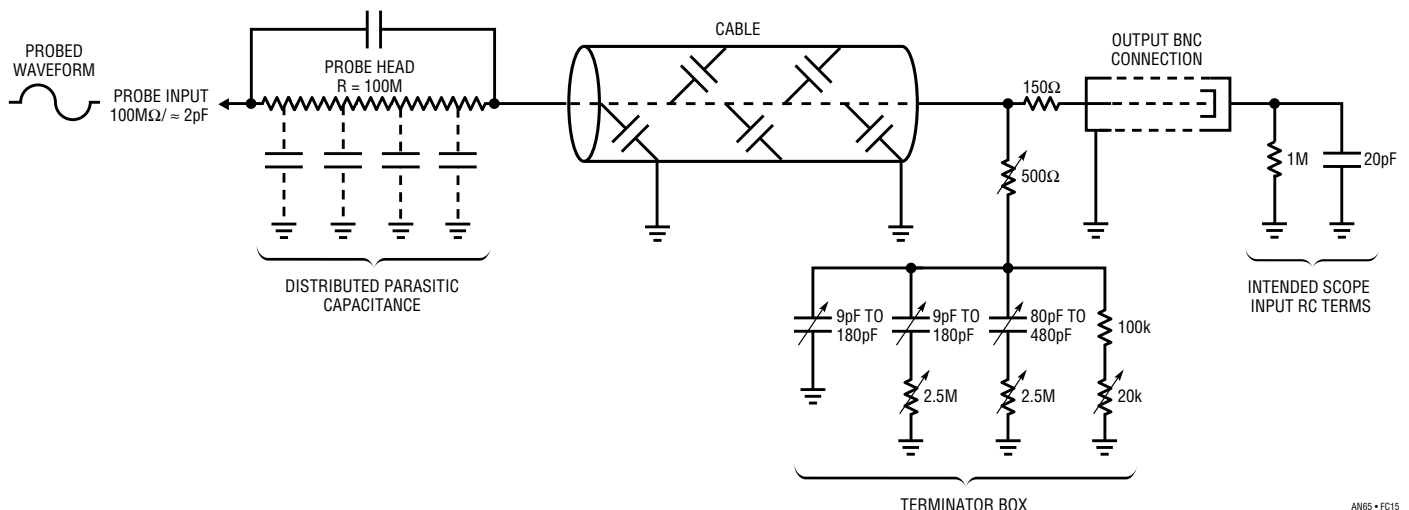 PROBED
WAVEFORM
PROBE INPUT
100MΩ/ ≈ 2pF
PROBE HEAD
R = 100M
DISTRIBUTED PARASITIC
CAPACITANCE
CABLE
150Ω
OUTPUT BNC
CONNECTION
500Ω
1M
20pF
INTENDED SCOPE
INPUT RC TERMS
9pF TO
180pF
9pF TO
180pF
80pF TO
480pF
100k
2.5M
2.5M
20k
TERMINATOR BOX
AN65 • FC15